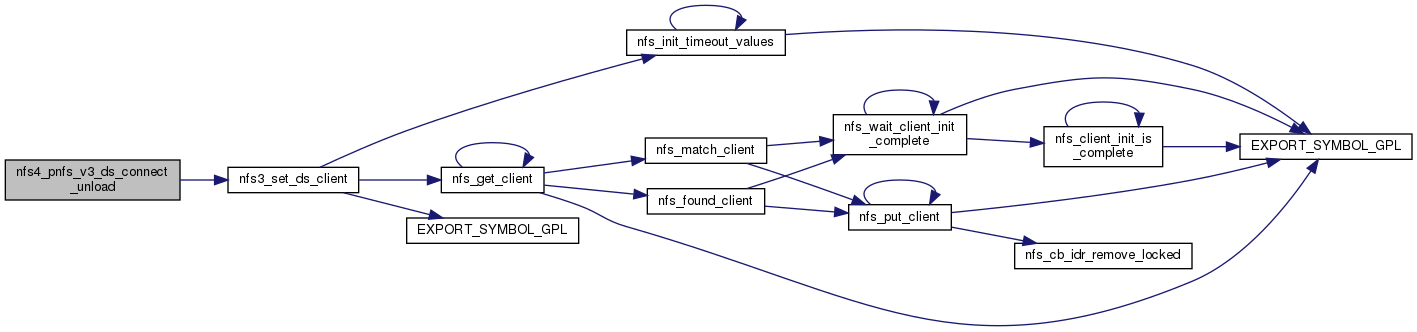 nfs4_pnfs_v3_ds_connect
_unload
nfs3_set_ds_client
nfs_init_timeout_values
nfs_get_client
EXPORT_SYMBOL_GPL
nfs_match_client
nfs_found_client
nfs_wait_client_init
_complete
nfs_put_client
nfs_client_init_is
_complete
nfs_cb_idr_remove_locked
EXPORT_SYMBOL_GPL